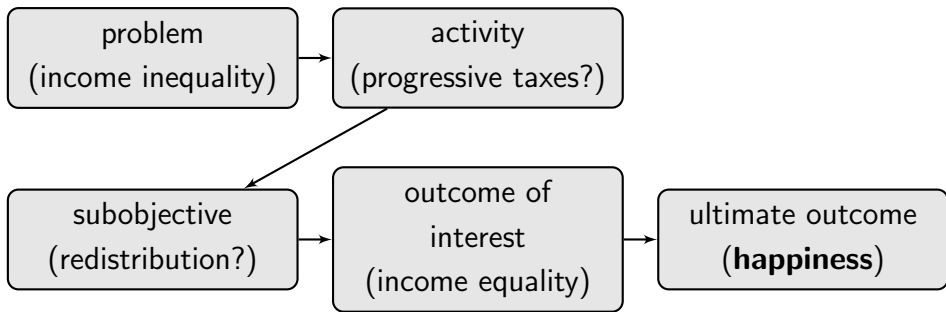 problem
(income inequality)
activity
(progressive taxes?)
subobjective
(redistribution?)
outcome of
interest
(income equality)
ultimate outcome
(happiness)